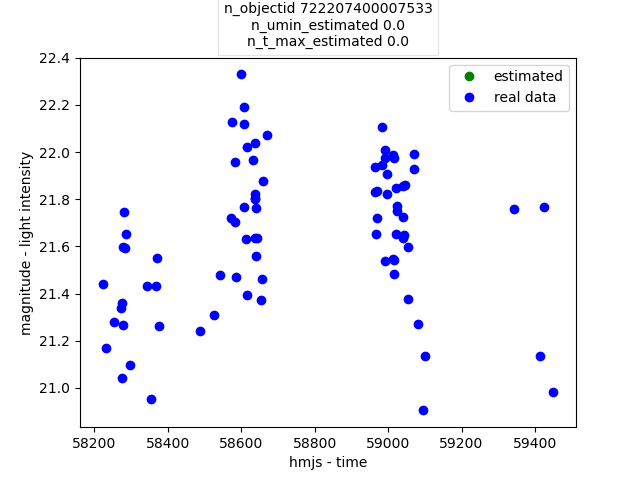 n_objectid 722207400007533
n_umin_estimated 0.0
n_t_max_estimated 0.0
estimated
real data
magnitude - light intensity
22.4
22.2
22.0
21.8
21.6
21.4
21.2
21.0
58200 58400 58600 58800 59000 59200 59400
hmjs - time